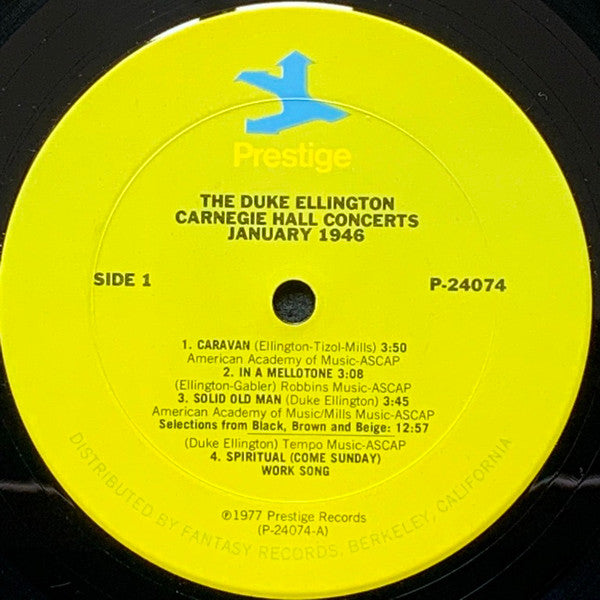 Prestige
THE DUKE ELLINGTON
CARNEGIE HALL CONCERTS
JANUARY 1946
SIDE 1
P-24074
1. CARAVAN (Ellington-Tizol-Mills) 3:50
American Academy of Music-ASCAP
2. IN A MELLOTONE 3:08
(Ellington-Gabler) Robbins Music-ASCAP
3. SOLID OLD MAN (Duke Ellington) 3:45
American Academy of Music/Mills Music-ASCAP
Selections from Black, Brown and Beige: 12:57
(Duke Ellington) Tempo Music-ASCAP
4. SPIRITUAL (COME SUNDAY)
WORK SONG
℗1977 Prestige Records
(P-24074-A)
DISTRIBUTED BY FANTASY RECORDS, BERKELEY, CALIFORNIA